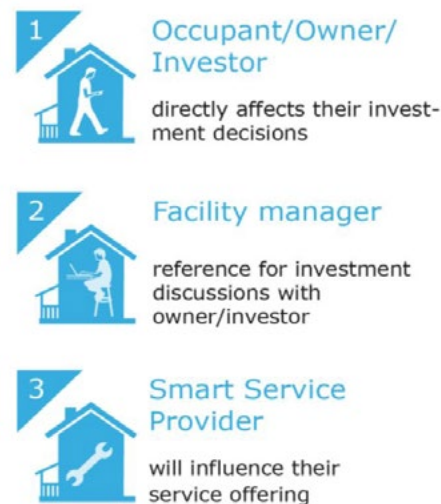 1
Occupant/Owner/
Investor
directly affects their invest-
ment decisions
2
Facility manager
reference for investment
discussions with
owner/investor
3
Smart Service
Provider
will influence their
service offering